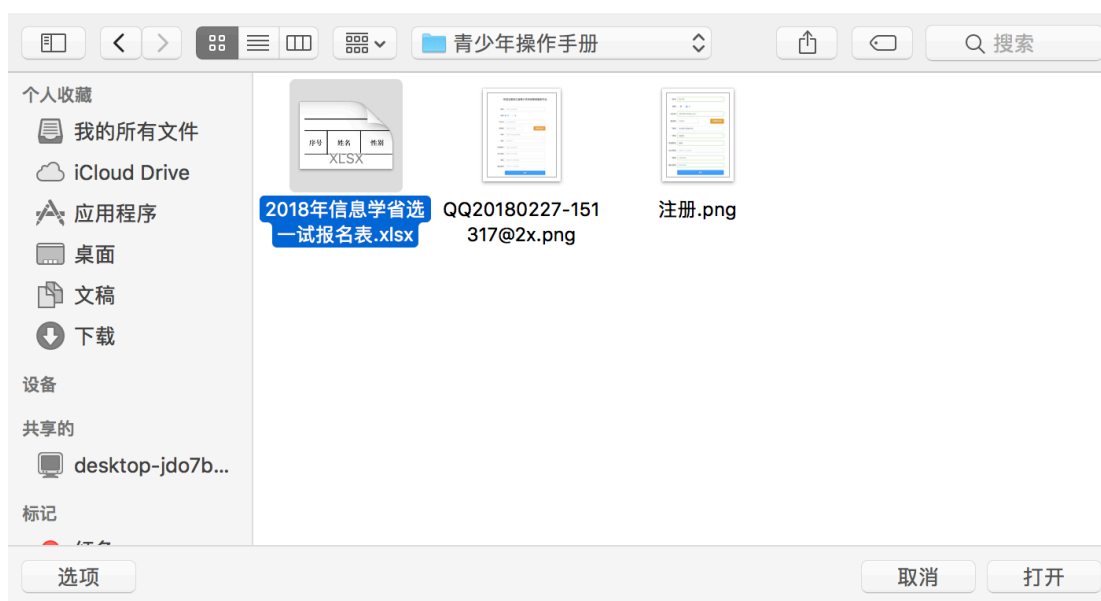 青少年操作手册
搜索
个人收藏
我的所有文件
iCloud Drive
应用程序
桌面
文稿
下载
设备
共享的
desktop-jdo7b...
标记
序号 姓名 性别
XLSX
2018年信息学省选
一试报名表.xlsx
QQ20180227-151
317@2x.png
注册.png
选项
取消
打开